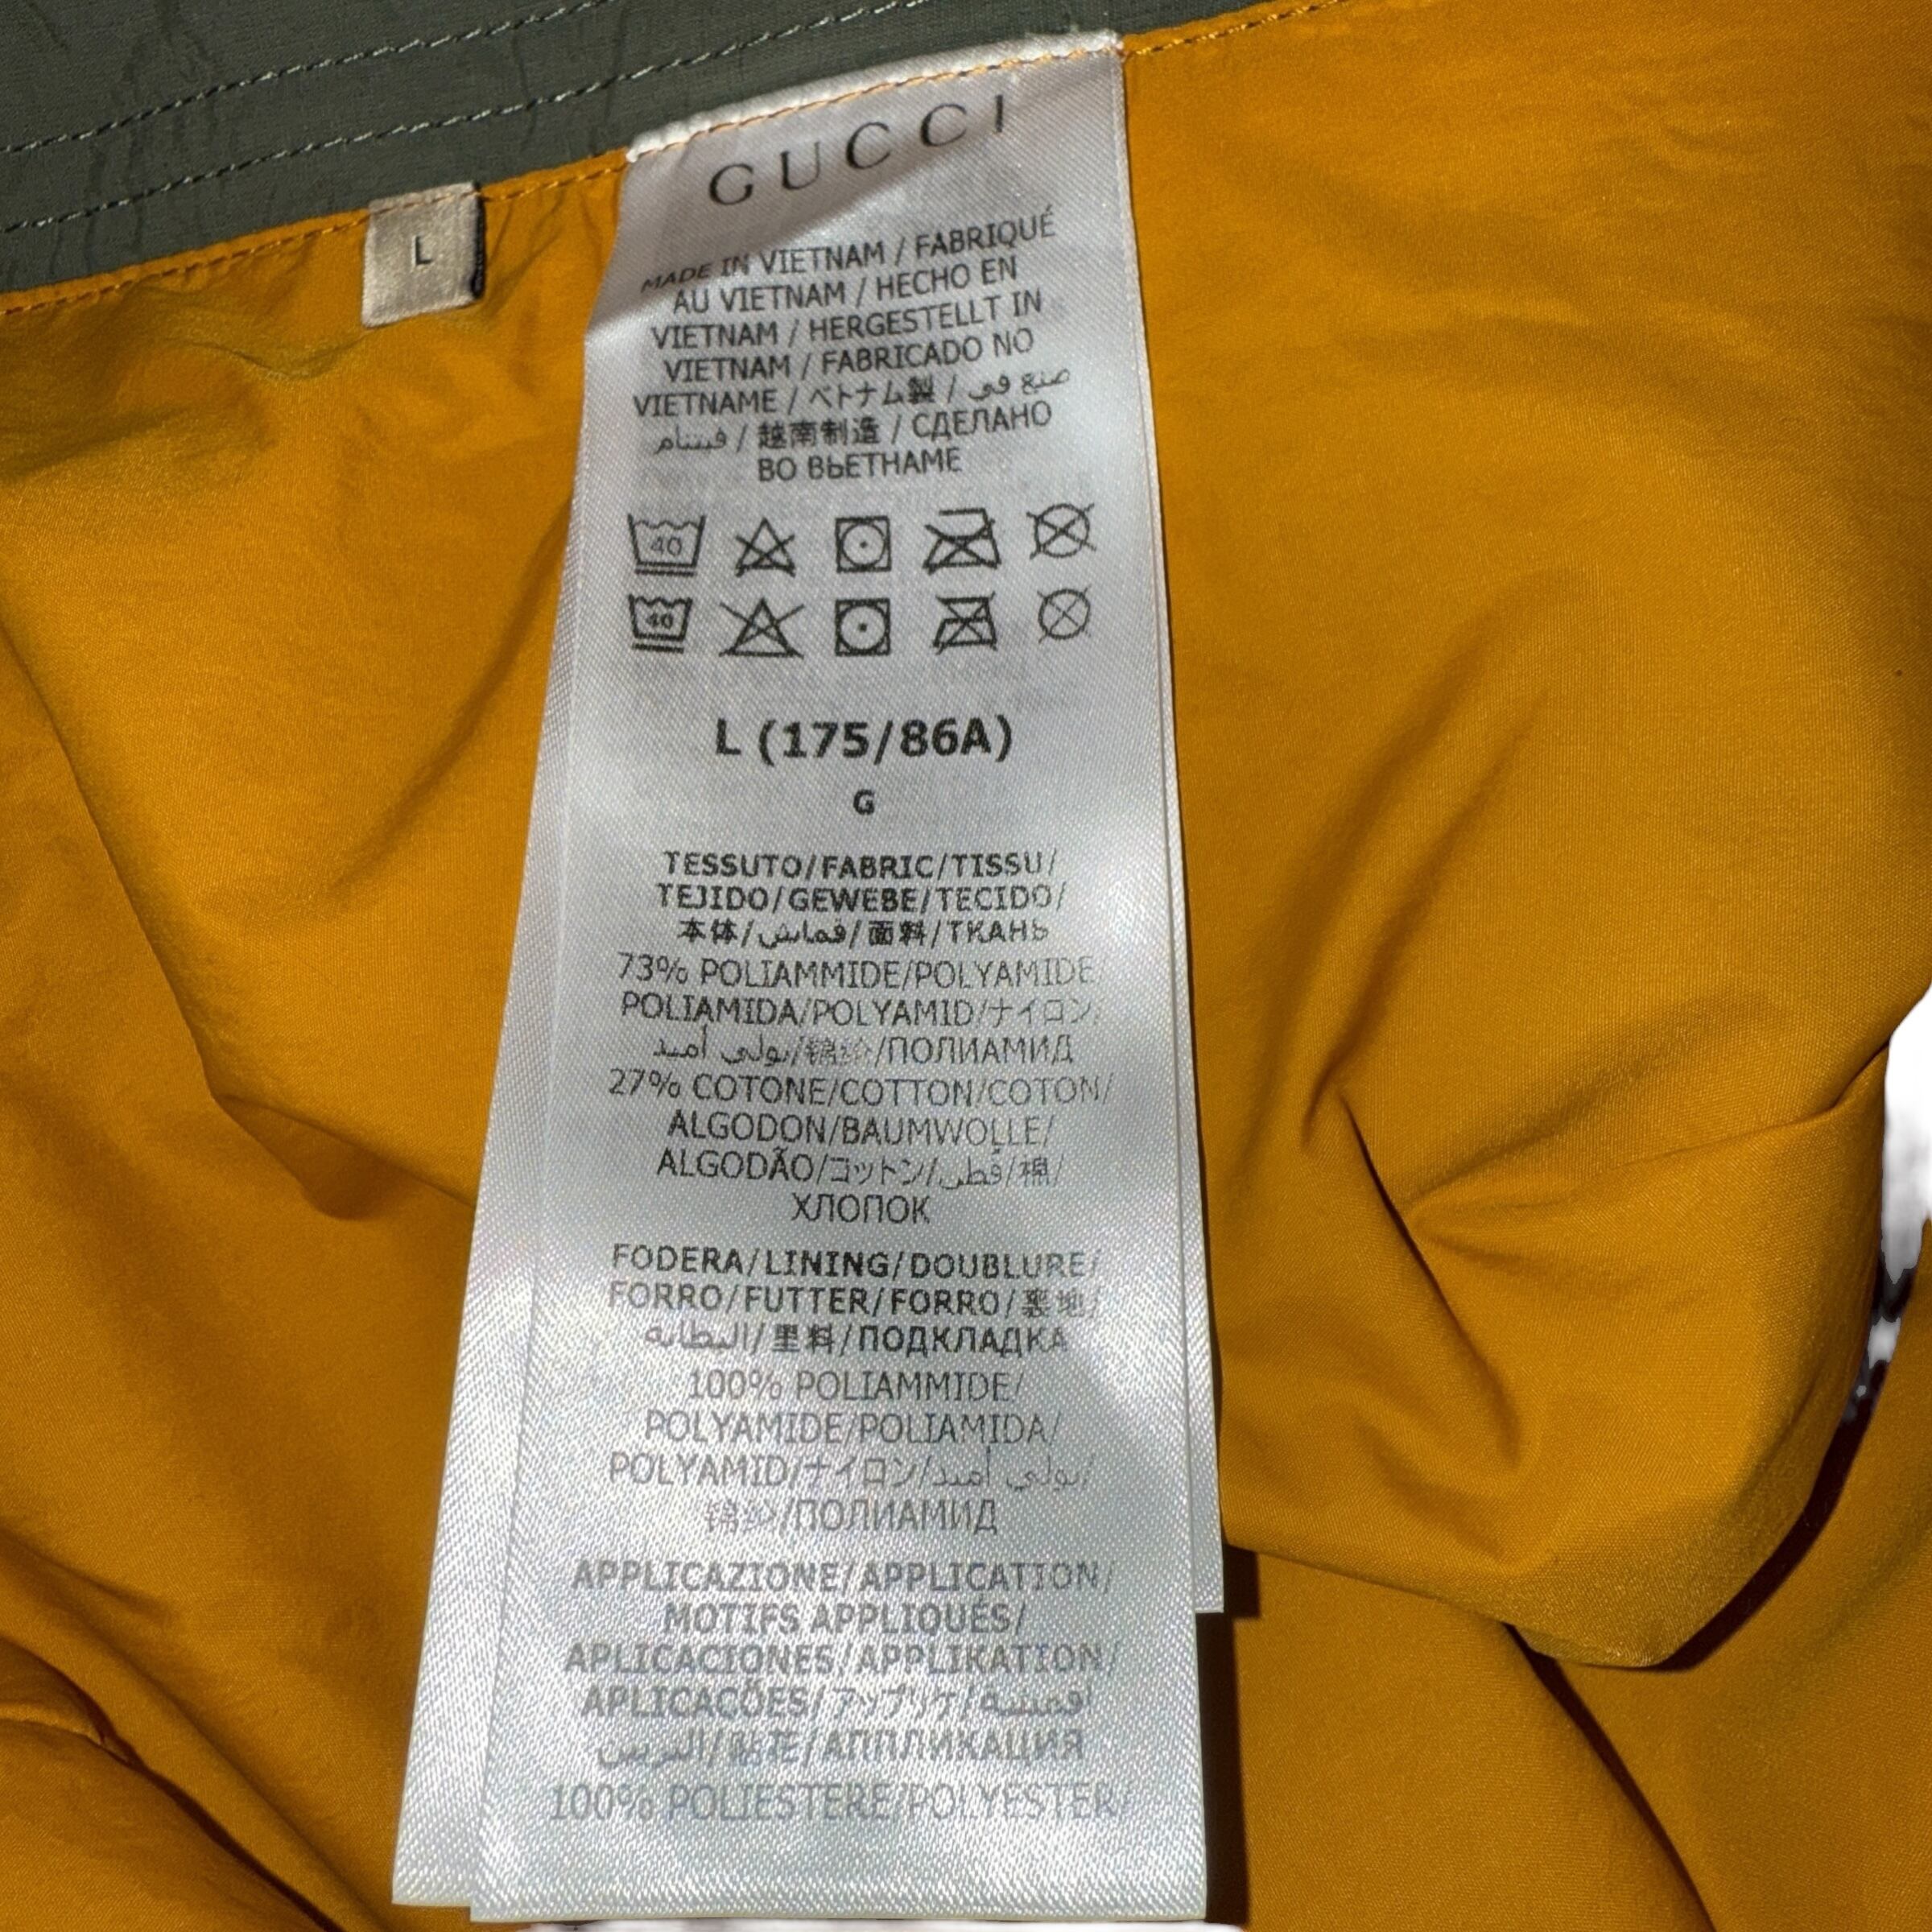 GUCCI
L
MADE IN VIETNAM / FABRIQUÉ
AU VIETNAM / HECHO EN
VIETNAM / HERGESTELLT IN
VIETNAM / FABRICADO NO
VIETNAME / ベトナム製 / صنع في
فيتنام / 越南制造 / СДЕЛАНО
ВО ВЬЕТНАМЕ
40
40
L (175/86A)
G
TESSUTO/FABRIC/TISSU/
TEJIDO/GEWEBE/TECIDO/
本体/قماش/面料/ТКАНЬ
73% POLIAMMIDE/POLYAMIDE
POLIAMIDA/POLYAMID/ナイロン/
بولي أميد/锦纶/ПОЛИАМИД
27% COTONE/COTTON/COTON/
ALGODON/BAUMWOLLE/
ALGODÃO/コットン/قطن/棉/
ХЛОПОК
FODERA/LINING/DOUBLURE/
FORRO/FUTTER/FORRO/裏地/
البطانة/里料/ПОДКЛАДКА
100% POLIAMMIDE/
POLYAMIDE/POLIAMIDA/
POLYAMID/ナイロン/بولي أميد/
锦纶/ПОЛИАМИД
APPLICAZIONE/APPLICATION/
MOTIFS APPLIQUÉS/
APLICACIONES/APPLIKATION/
APLICAÇÕES/アップリケ/أقمشة
التزيين/贴花/АППЛИКАЦИЯ
100% POLIESTERE/POLYESTER/